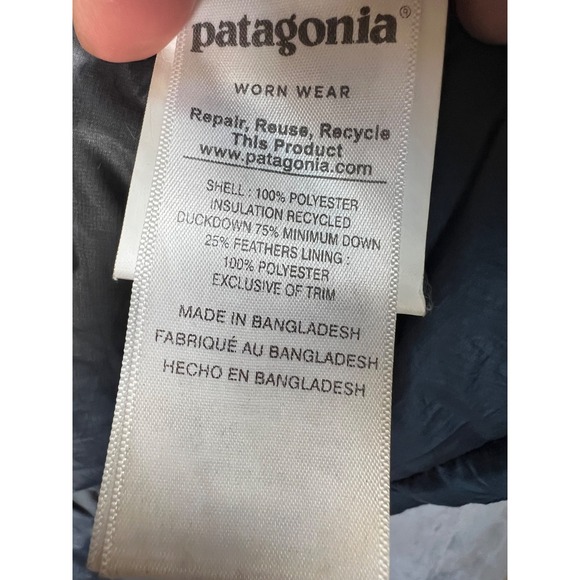 patagonia®
WORN WEAR
Repair, Reuse, Recycle
This Product
www.patagonia.com
SHELL : 100% POLYESTER
INSULATION RECYCLED
DUCKDOWN 75% MINIMUM DOWN
25% FEATHERS LINING :
100% POLYESTER
EXCLUSIVE OF TRIM
MADE IN BANGLADESH
FABRIQUÉ AU BANGLADESH
HECHO EN BANGLADESH